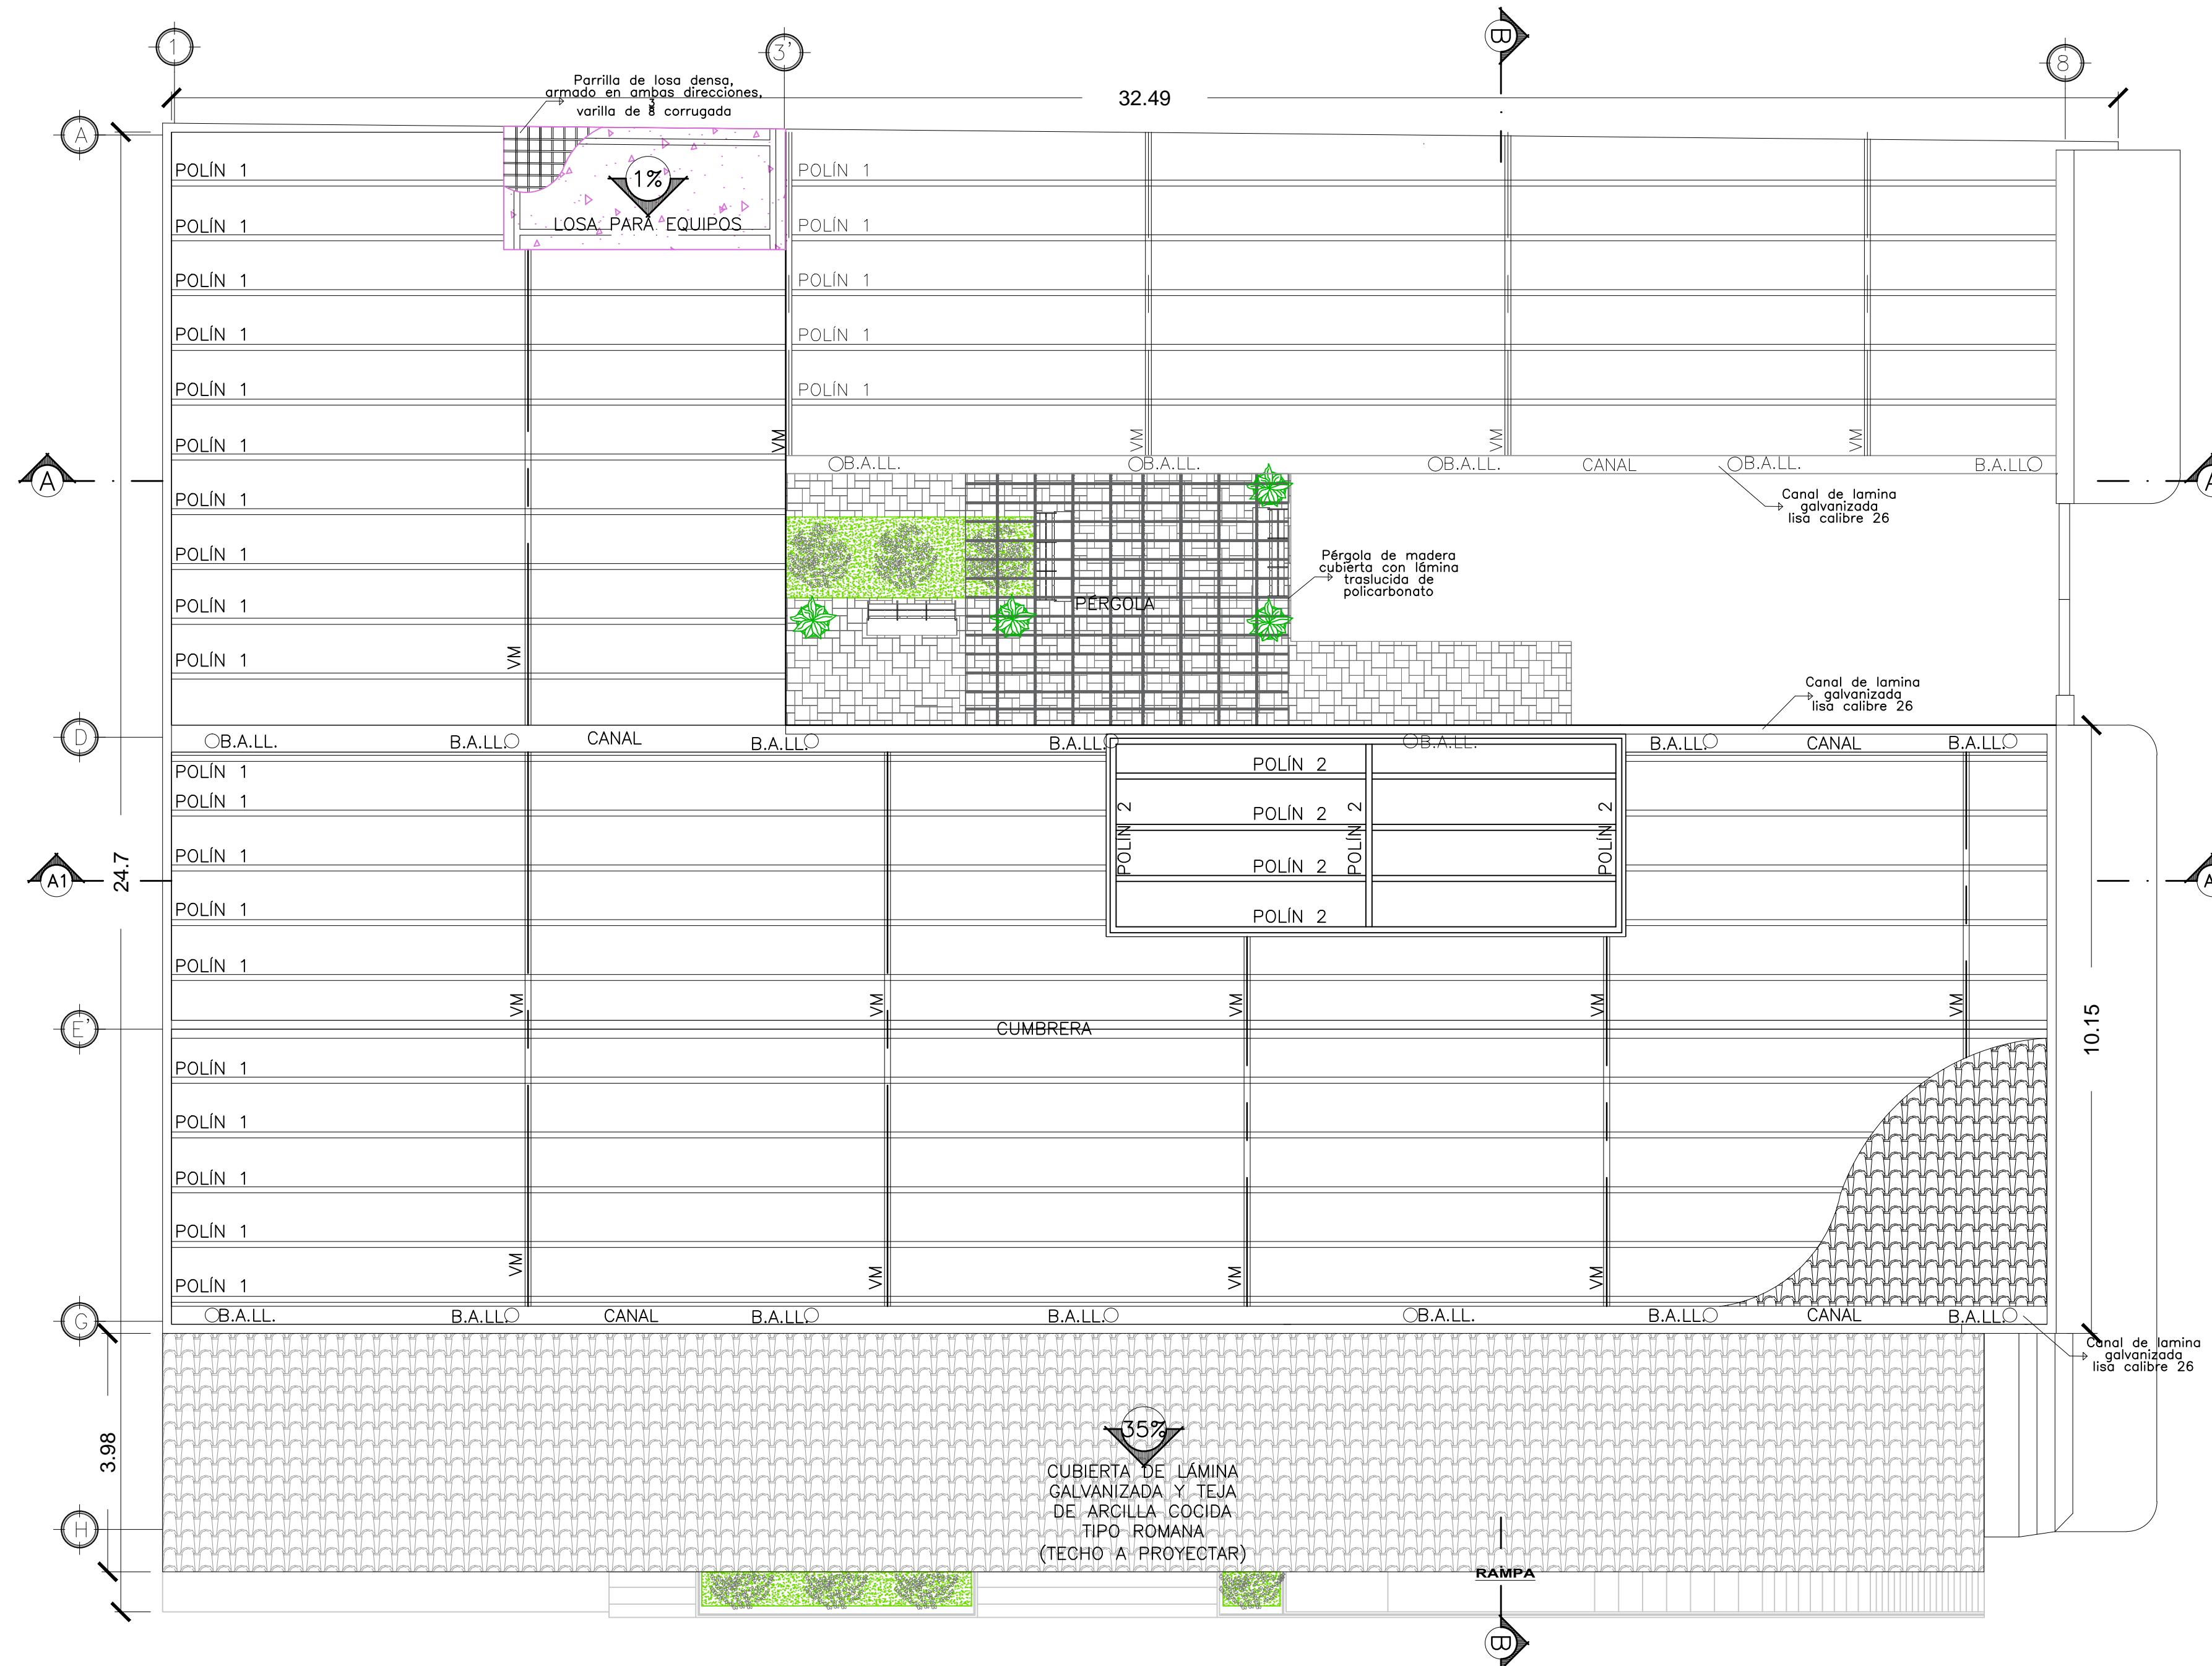 1
3'
B
8
32.49
Parrilla de losa densa,
armado en ambas direcciones,
varilla de 3/8 corrugada
A
POLÍN 1
1%
POLÍN 1
POLÍN 1
LOSA PARA EQUIPOS
POLÍN 1
POLÍN 1
POLÍN 1
POLÍN 1
POLÍN 1
POLÍN 1
POLÍN 1
POLÍN 1
VM
VM
VM
VM
A
B.A.LL.
B.A.LL.
B.A.LL.
CANAL
B.A.LL.
B.A.LL.
A
Canal de lamina
galvanizada
lisa calibre 26
POLÍN 1
POLÍN 1
POLÍN 1
Pérgola de madera
cubierta con lámina
traslucida de
policarbonato
PÉRGOLA
POLÍN 1
POLÍN 1
VM
Canal de lamina
galvanizada
lisa calibre 26
D
B.A.LL.
B.A.LL.
CANAL
B.A.LL.
B.A.LL.
B.A.LL.
B.A.LL.
CANAL
B.A.LL.
POLÍN 1
POLÍN 2
POLÍN 1
POLÍN 2
POLÍN 2
POLÍN 2
POLÍN 2
POLÍN 1
POLÍN 2
A1
24.7
POLÍN 1
POLÍN 2
POLÍN 1
VM
VM
VM
VM
VM
E'
CUMBRERA
10.15
POLÍN 1
POLÍN 1
POLÍN 1
POLÍN 1
VM
VM
VM
VM
POLÍN 1
G
B.A.LL.
B.A.LL.
CANAL
B.A.LL.
B.A.LL.
B.A.LL.
B.A.LL.
CANAL
B.A.LL.
Canal de lamina
galvanizada
lisa calibre 26
3.98
35%
CUBIERTA DE LÁMINA
GALVANIZADA Y TEJA
DE ARCILLA COCIDA
TIPO ROMANA
(TECHO A PROYECTAR)
H
RAMPA
B